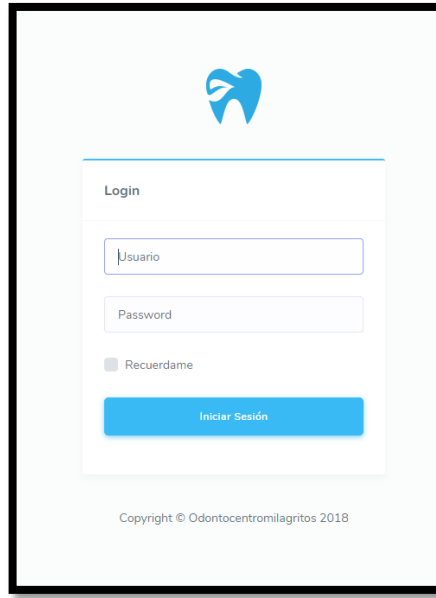 Login
Usuario
Password
Recuerdame
Iniciar Sesión
Copyright © Odontocentromilagritos 2018